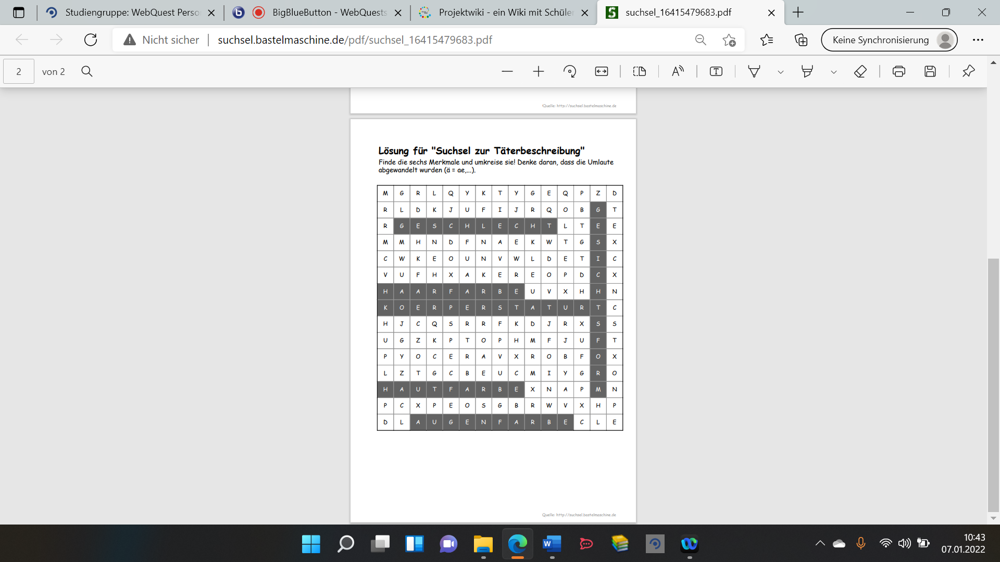 Studiengruppe: WebQuest Perso
BigBlueButton - WebQuests
Projektwiki - ein Wiki mit Schüler
suchsel_16415479683.pdf
Nicht sicher
suchsel.bastelmaschine.de/pdf/suchsel_16415479683.pdf
Keine Synchronisierung
2 von 2
Quelle: http://suchsel.bastelmaschine.de
Lösung für "Suchsel zur Täterbeschreibung"
Finde die sechs Merkmale und umkreise sie! Denke daran, dass die Umlaute
abgewandelt wurden (ä = ae,...).
M G R L Q Y K T Y G E Q P Z D
R L D K J U F I J R Q O B G T
R G E S C H L E C H T L T E E
M M H N D F N A E K W T G S X
C W K E O U N V W L D E T I C
V U F H X A K E R E O P D C X
H A A R F A R B E U V X H H N
K O E R P E R S T A T U R T C
H J C Q S R R F K D J R X S S
U G Z K P T O P H M F J U F T
P Y O C E R A V X R O B F O X
L Z T G C B E U C M I Y G R O
H A U T F A R B E X N A P M N
P C X P E O S G B R W V X H P
D L A U G E N F A R B E C L E
Quelle: http://suchsel.bastelmaschine.de
10:43
07.01.2022